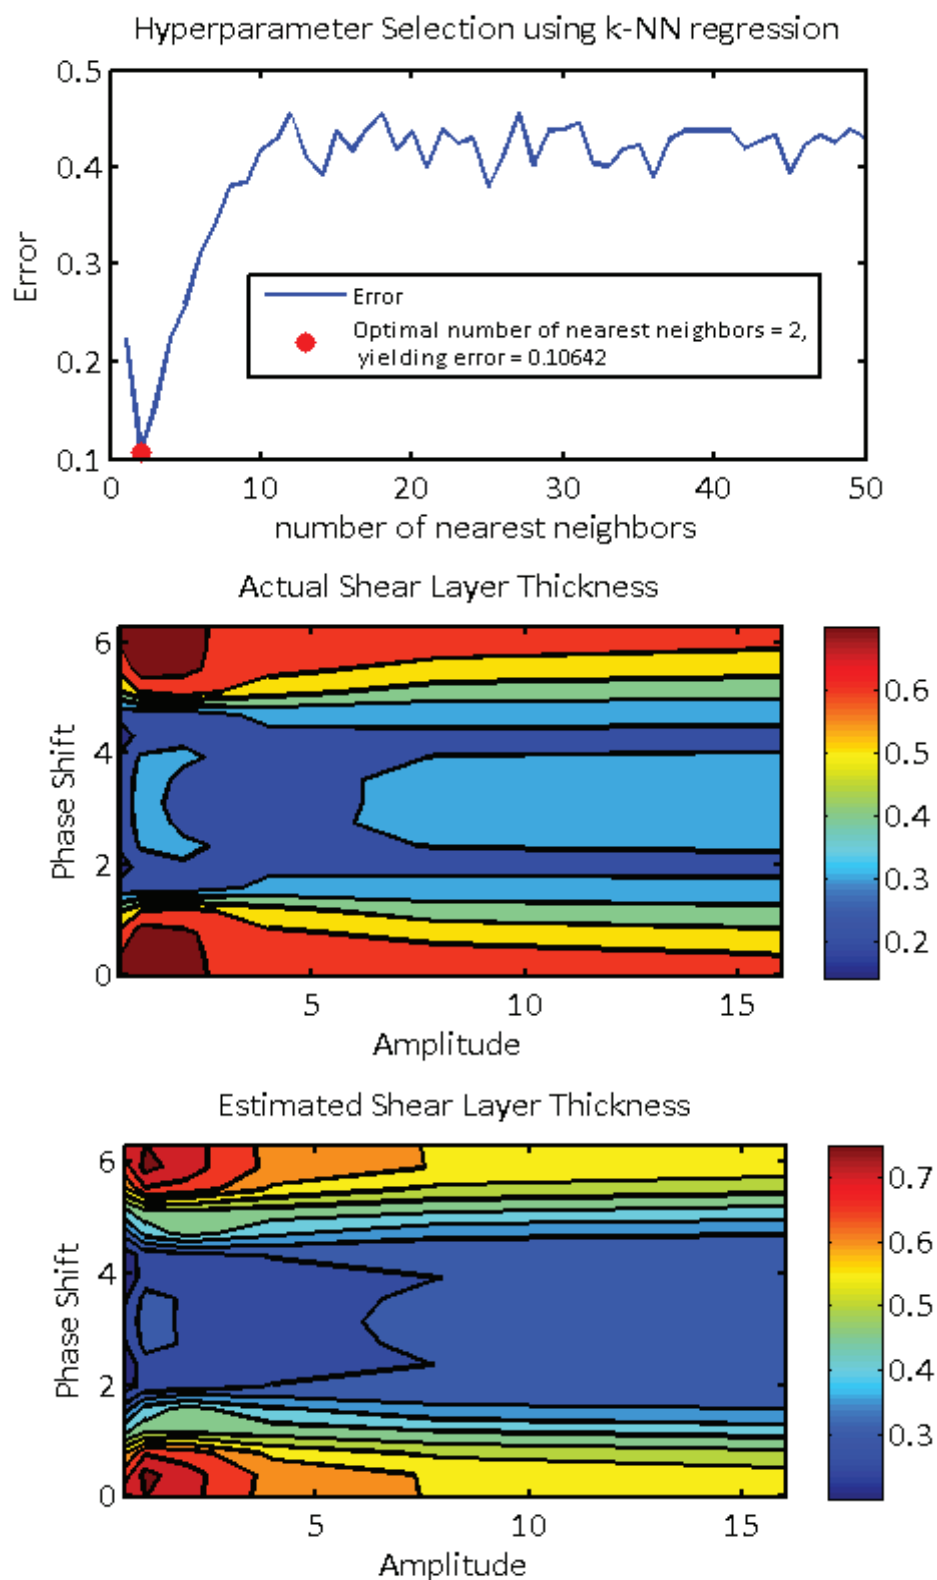 Hyperparameter Selection using k-NN regression
0.5
0.4
0.3
0.2
0.1
Error
Error
Optimal number of nearest neighbors = 2,
yielding error = 0.10642
0 10 20 30 40 50
number of nearest neighbors
Actual Shear Layer Thickness
6
4
2
0
Phase Shift
5 10 15
Amplitude
0.6
0.5
0.4
0.3
0.2
Estimated Shear Layer Thickness
6
4
2
0
Phase Shift
5 10 15
Amplitude
0.7
0.6
0.5
0.4
0.3